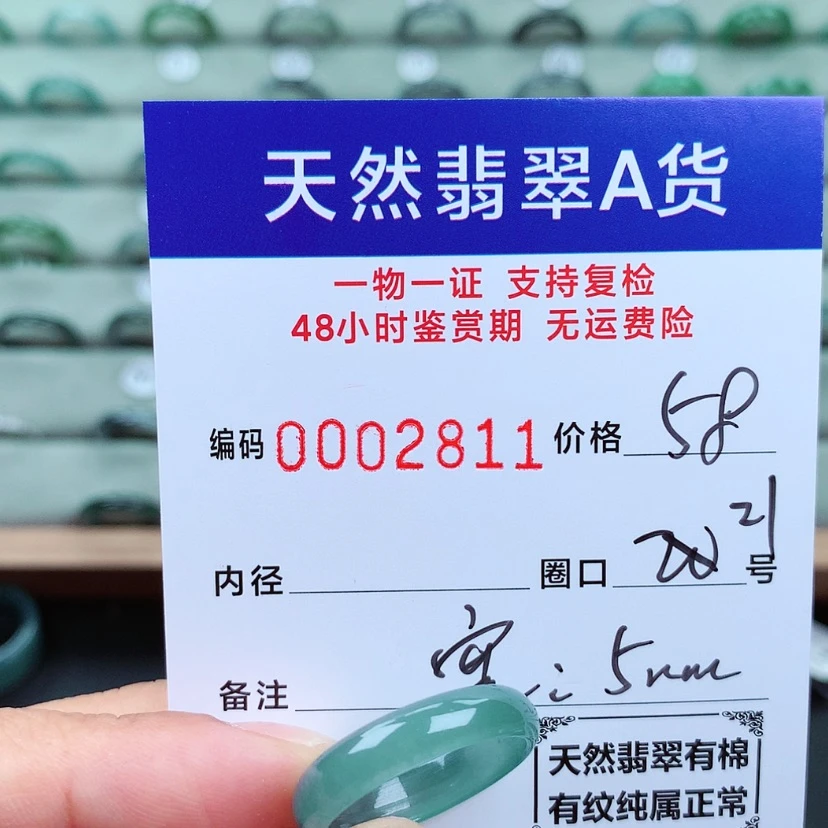 天然翡翠A货
一物一证 支持复检
48小时鉴赏期 无运费险
编码 0002811 价格 58
内径 圈口 21 号
备注 宽: 5mm
天然翡翠有棉
有纹纯属正常